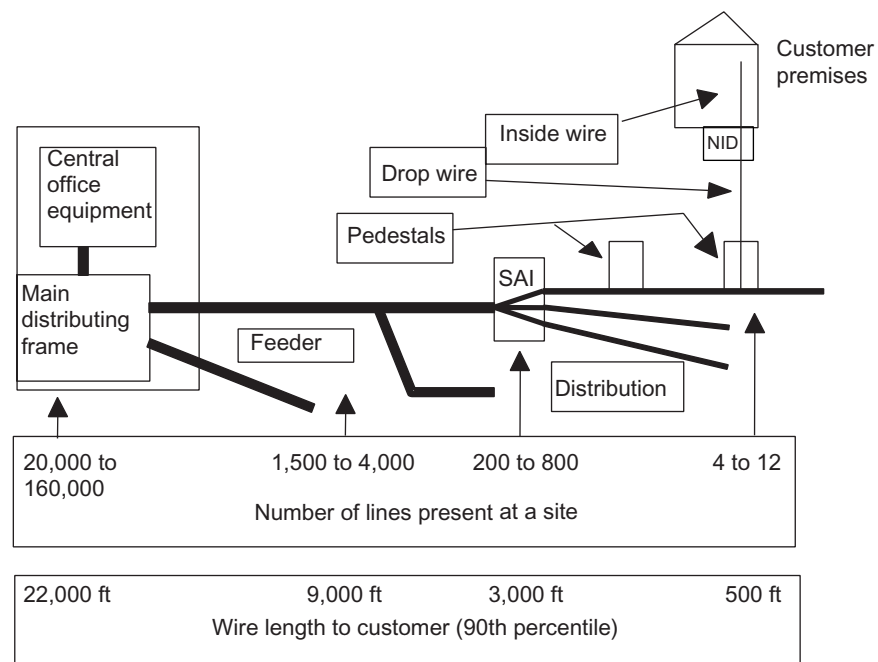 Customer
premises
Inside wire
NID
Drop wire
Central
office
equipment
Pedestals
SAI
Main
distributing
frame
Feeder
Distribution
20,000 to
160,000
1,500 to 4,000
200 to 800
4 to 12
Number of lines present at a site
22,000 ft
9,000 ft
3,000 ft
500 ft
Wire length to customer (90th percentile)